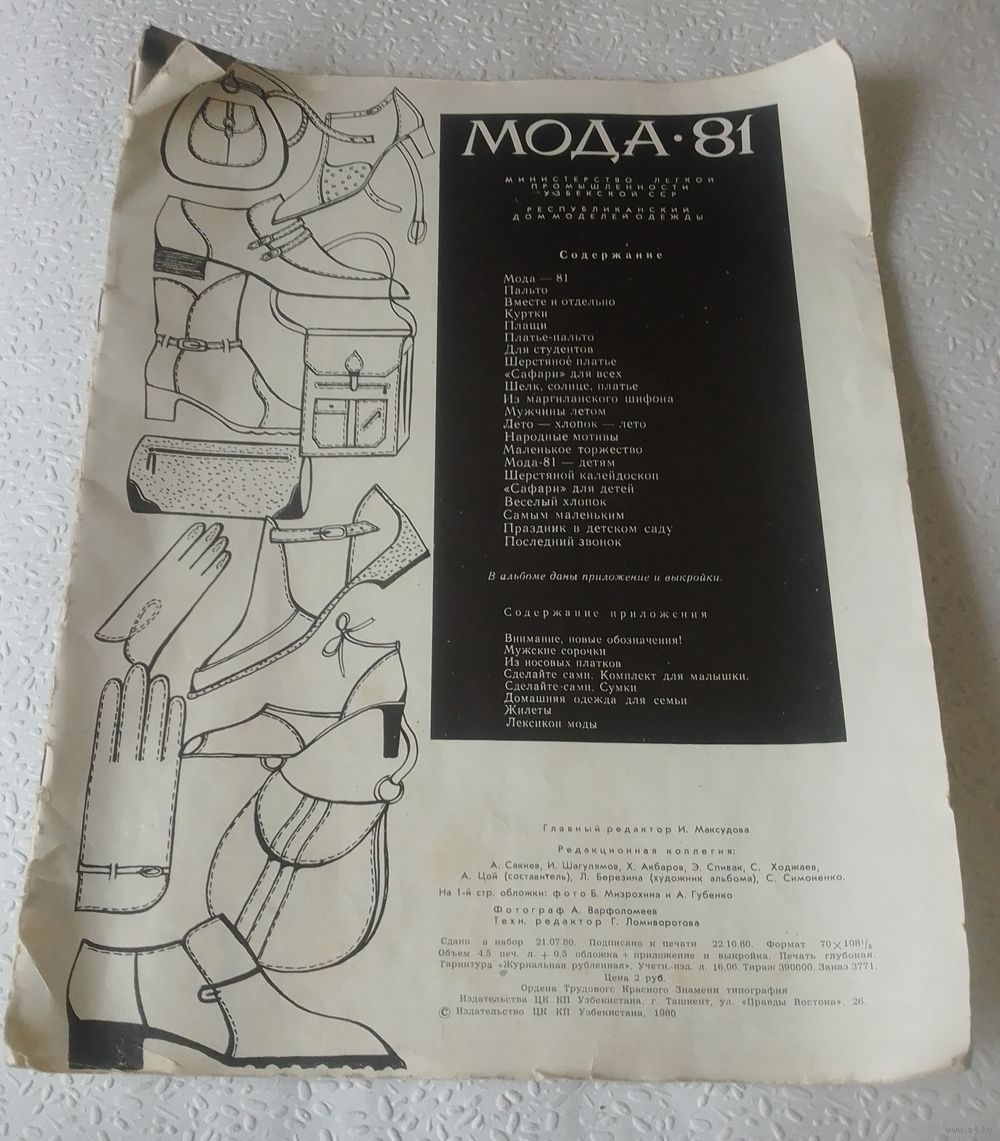 МОДА·81
МИНИСТЕРСТВО ЛЕГКОЙ
ПРОМЫШЛЕННОСТИ
УЗБЕКСКОЙ ССР
РЕСПУБЛИКАНСКИЙ
ДОМ МОДЕЛЕЙ ОДЕЖДЫ
Содержание
Мода — 81
Пальто
Вместе и отдельно
Куртки
Плащи
Платье-пальто
Для студентов
Шерстяное платье
«Сафари» для всех
Шелк, солнце, платье
Из маргиланского шифона
Мужчины летом
Лето — хлопок — лето
Народные мотивы
Маленькое торжество
Мода-81 — детям
Шерстяной калейдоскоп
«Сафари» для детей
Веселый хлопок
Самым маленьким
Праздник в детском саду
Последний звонок
В альбоме даны приложение и выкройки.
Содержание приложения
Внимание, новые обозначения!
Мужские сорочки
Из носовых платков
Сделайте сами. Комплект для малышки.
Сделайте сами. Сумки
Домашняя одежда для семьи
Жилеты
Лексикон моды
Главный редактор И. Максудова
Редакционная коллегия:
А. Сакиев, И. Шагулямов, Х. Акбаров, Э. Спивак, С. Ходжаев,
А. Цой (составитель), Л. Березина (художник альбома), С. Симоненко.
На 1-й стр. обложки: фото Б. Мизрохина и А. Губенко
Фотограф А. Варфоломеев
Техн. редактор Г. Ломиворотова
Сдано в набор 21.07.80. Подписано к печати 22.10.80. Формат 70×108¹/₈.
Объем 4,5 печ. л. + 0,5 обложка + приложение и выкройка. Печать глубокая.
Гарнитура «Журнальная рубленная». Учетн.-изд. л. 16,06. Тираж 390000. Заказ 3771.
Цена 2 руб.
Ордена Трудового Красного Знамени типография
Издательства ЦК КП Узбекистана, г. Ташкент, ул. «Правды Востока», 26.
© Издательство ЦК КП Узбекистана, 1980
www.ay.by